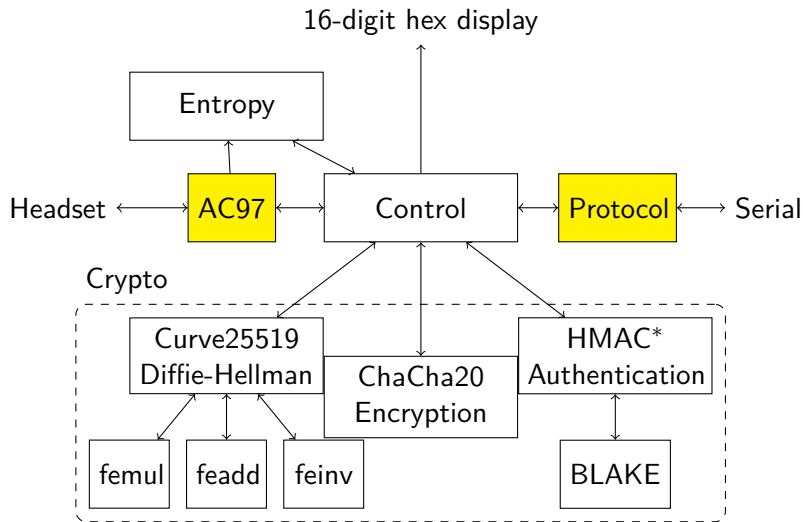 16-digit hex display
Entropy
Headset
AC97
Control
Protocol
Serial
Crypto
Curve25519
Diffie-Hellman
ChaCha20
Encryption
HMAC*
Authentication
femul
feadd
feinv
BLAKE